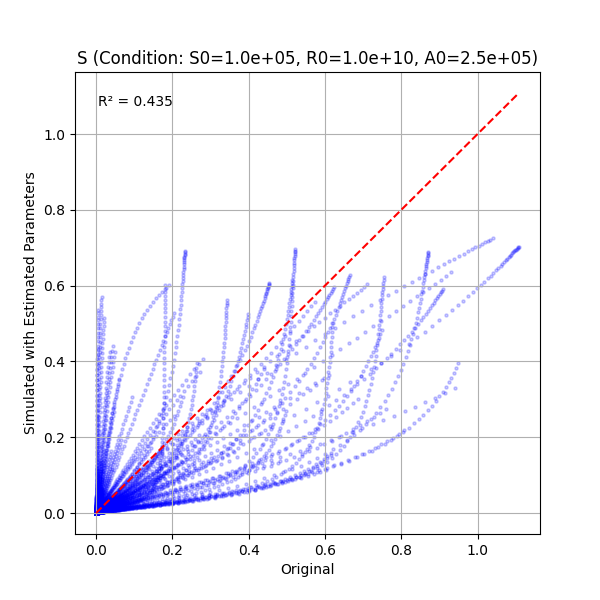 S (Condition: S0=1.0e+05, R0=1.0e+10, A0=2.5e+05)
R² = 0.435
Simulated with Estimated Parameters
1.0
0.8
0.6
0.4
0.2
0.0
0.0 0.2 0.4 0.6 0.8 1.0
Original